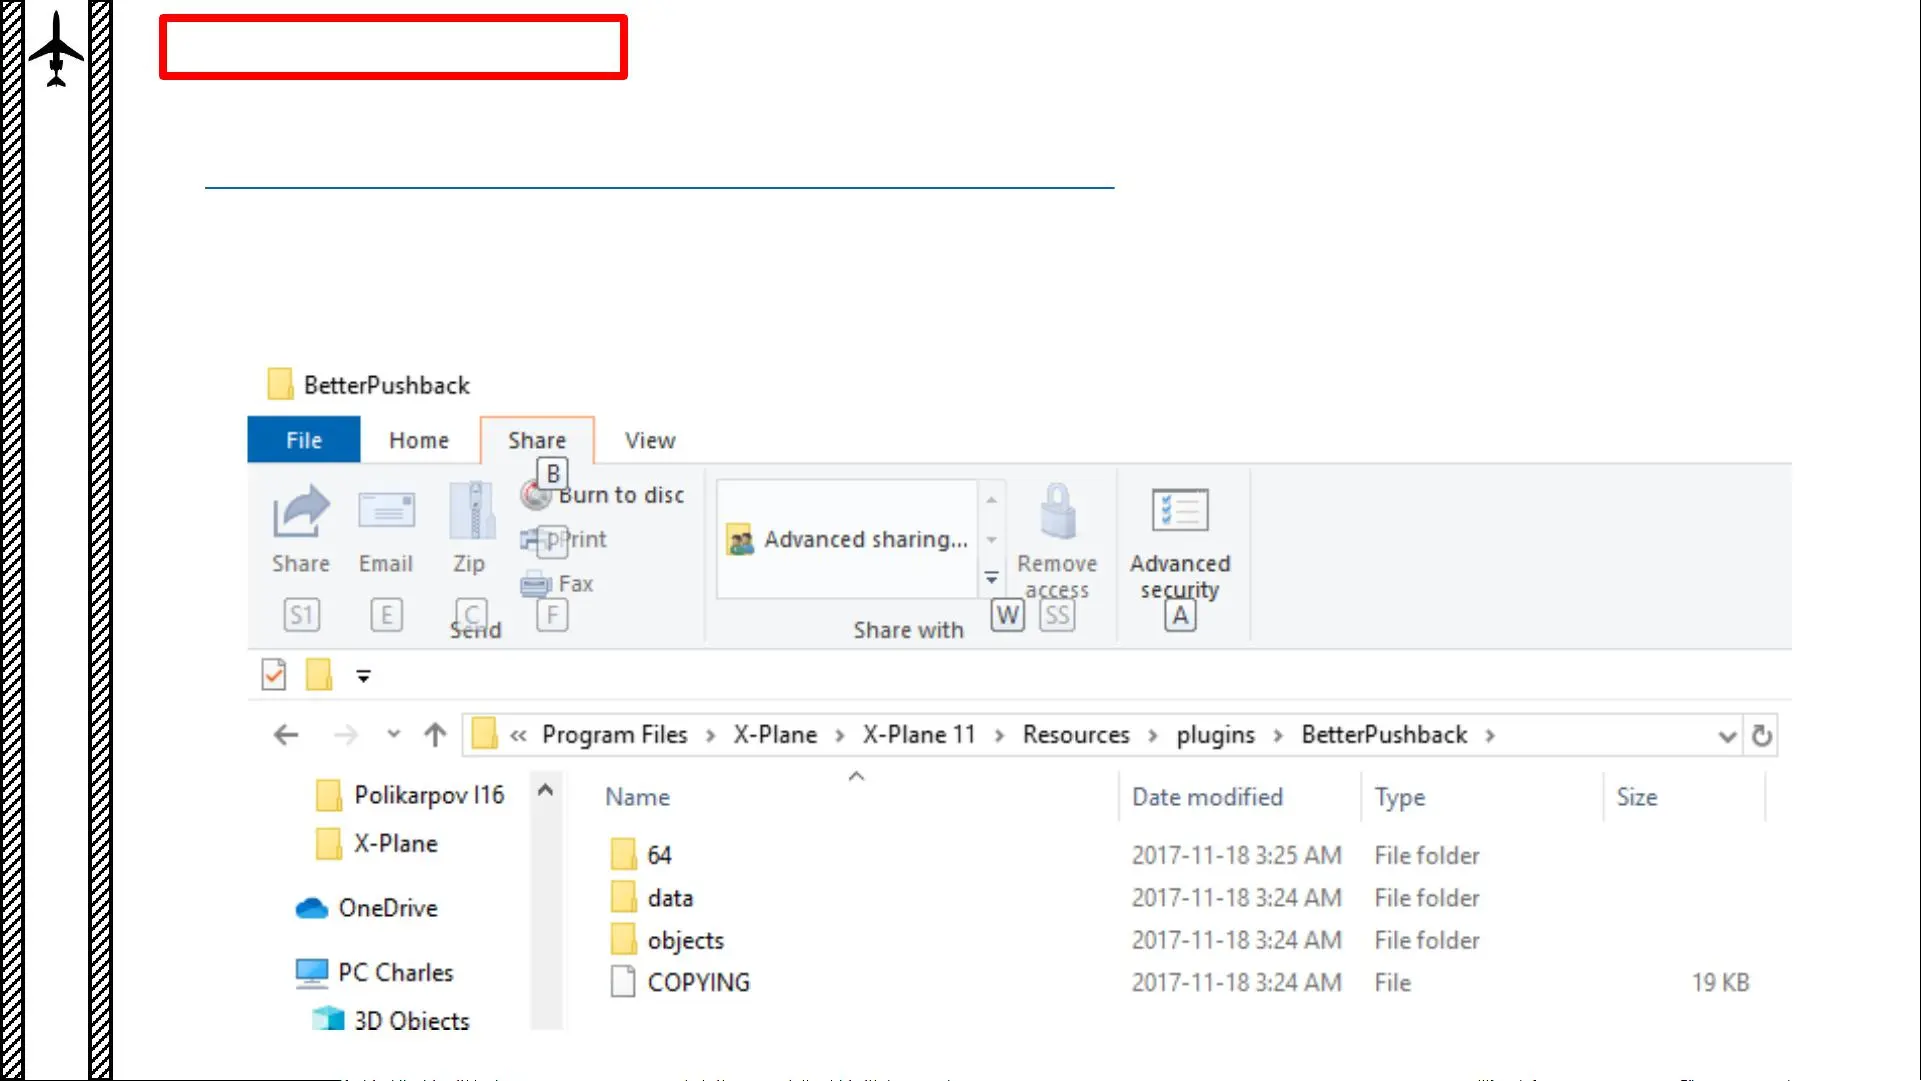 BetterPushback
File Home Share View
B
Burn to disc
Print
P
Share Email Zip
Fax
Advanced sharing...
Remove access
Advanced security
S1 E C F W SS A
Send Share with
« Program Files > X-Plane > X-Plane 11 > Resources > plugins > BetterPushback >
Name Date modified Type Size
Polikarpov I16
X-Plane
OneDrive
PC Charles
3D Objects
64 2017-11-18 3:25 AM File folder
data 2017-11-18 3:24 AM File folder
objects 2017-11-18 3:24 AM File folder
COPYING 2017-11-18 3:24 AM File 19 KB